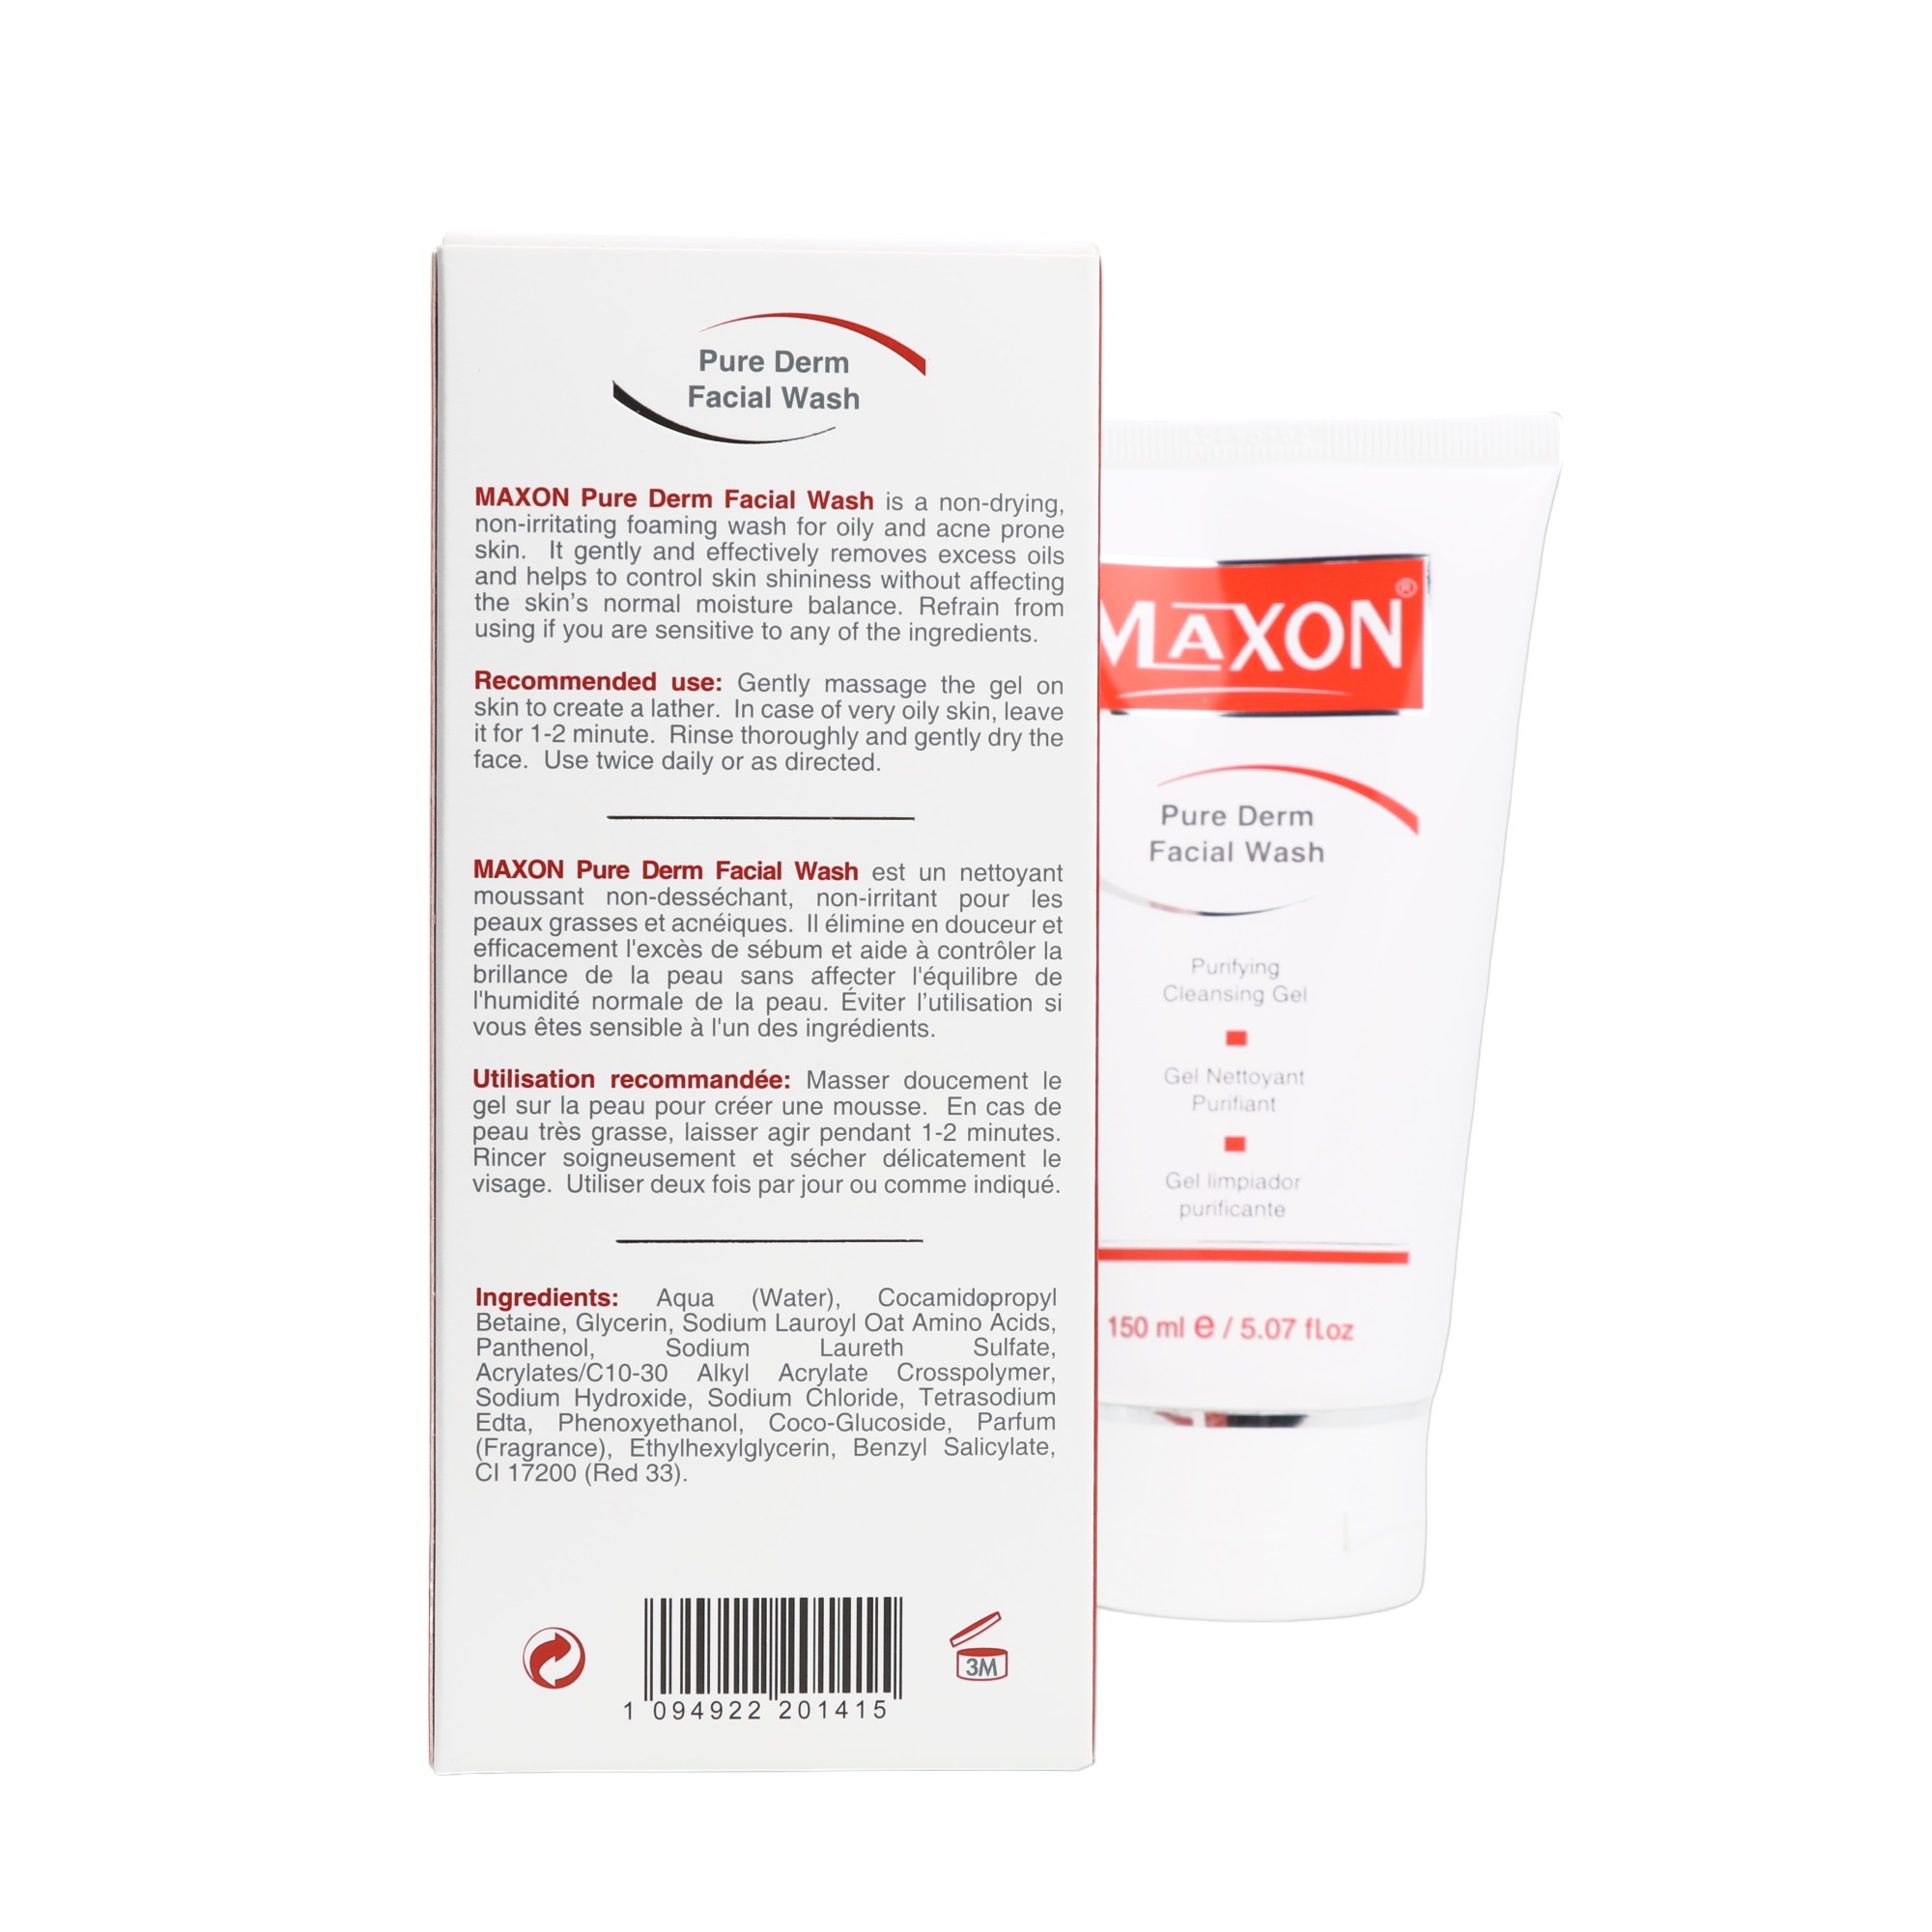 Pure Derm
Facial Wash
MAXON Pure Derm Facial Wash is a non-drying,
non-irritating foaming wash for oily and acne prone
skin. It gently and effectively removes excess oils
and helps to control skin shininess without affecting
the skin’s normal moisture balance. Refrain from
using if you are sensitive to any of the ingredients.
Recommended use: Gently massage the gel on
skin to create a lather. In case of very oily skin, leave
it for 1-2 minute. Rinse thoroughly and gently dry the
face. Use twice daily or as directed.
MAXON Pure Derm Facial Wash est un nettoyant
moussant non-desséchant, non-irritant pour les
peaux grasses et acnéiques. Il élimine en douceur et
efficacement l'excès de sébum et aide à contrôler la
brillance de la peau sans affecter l'équilibre de
l'humidité normale de la peau. Éviter l’utilisation si
vous êtes sensible à l'un des ingrédients.
Utilisation recommandée: Masser doucement le
gel sur la peau pour créer une mousse. En cas de
peau très grasse, laisser agir pendant 1-2 minutes.
Rincer soigneusement et sécher délicatement le
visage. Utiliser deux fois par jour ou comme indiqué.
Ingredients: Aqua (Water), Cocamidopropyl
Betaine, Glycerin, Sodium Lauroyl Oat Amino Acids,
Panthenol, Sodium Laureth Sulfate,
Acrylates/C10-30 Alkyl Acrylate Crosspolymer,
Sodium Hydroxide, Sodium Chloride, Tetrasodium
Edta, Phenoxyethanol, Coco-Glucoside, Parfum
(Fragrance), Ethylhexylglycerin, Benzyl Salicylate,
CI 17200 (Red 33).
1 094922 201415
3M
MAXON®
Pure Derm
Facial Wash
Purifying
Cleansing Gel
Gel Nettoyant
Purifiant
Gel limpiador
purificante
150 ml e / 5.07 fl.oz